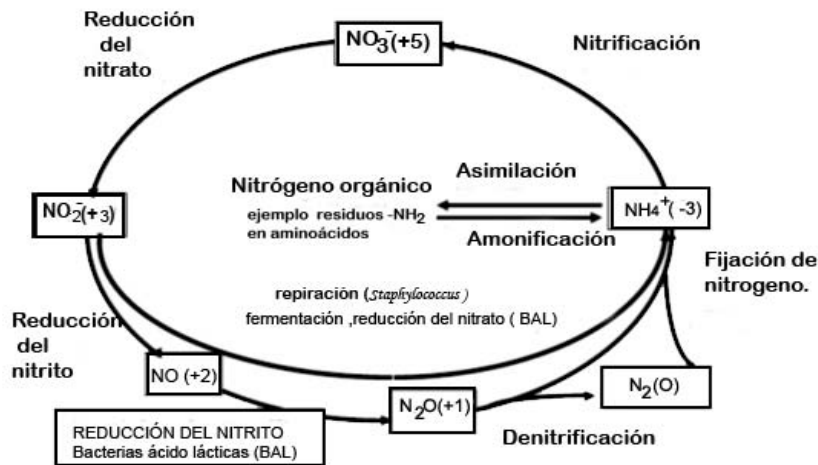 Reducción
del
nitrato
NO₃⁻(+5)
Nitrificación
Asimilación
Nitrógeno orgánico
ejemplo residuos -NH₂
en aminoácidos
Amonificación
NO₂⁻(+3)
NH₄⁺(-3)
Fijación de
nitrogeno.
repiración (Staphylococcus)
fermentación ,reducción del nitrato ( BAL)
Reducción
del
nitrito
NO (+2)
N₂O(+1)
N₂(O)
Denitrificación
REDUCCIÓN DEL NITRITO
Bacterias ácido lácticas (BAL)